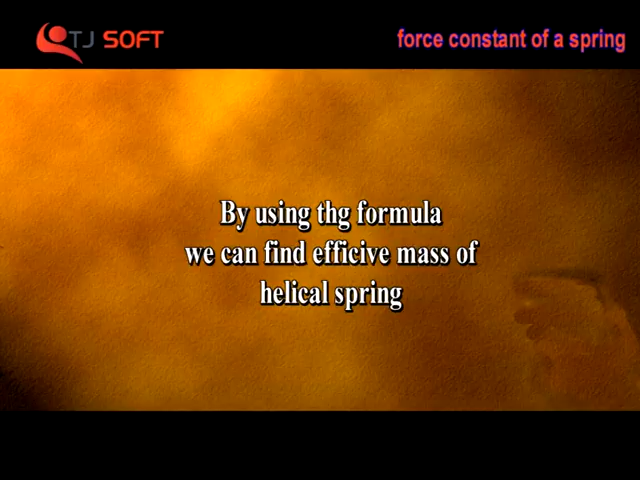 TJ SOFT
force constant of a spring
By using thg formula
we can find efficive mass of
helical spring